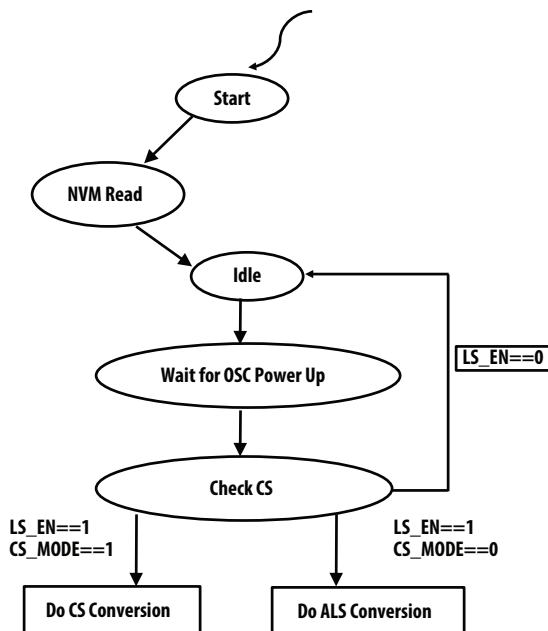 Start
NVM Read
Idle
LS_EN==0
Wait for OSC Power Up
Check CS
LS_EN==1
CS_MODE==1
LS_EN==1
CS_MODE==0
Do CS Conversion
Do ALS Conversion